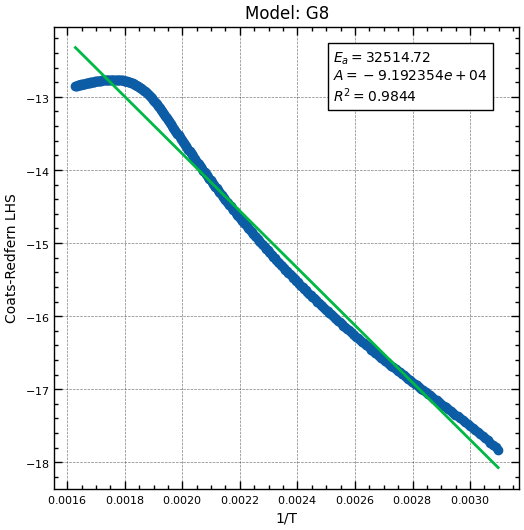 Model: G8
E_a = 32514.72
A = −9.192354e + 04
R^2 = 0.9844
−13
−14
−15
−16
−17
−18
Coats-Redfern LHS
0.0016 0.0018 0.0020 0.0022 0.0024 0.0026 0.0028 0.0030
1/T